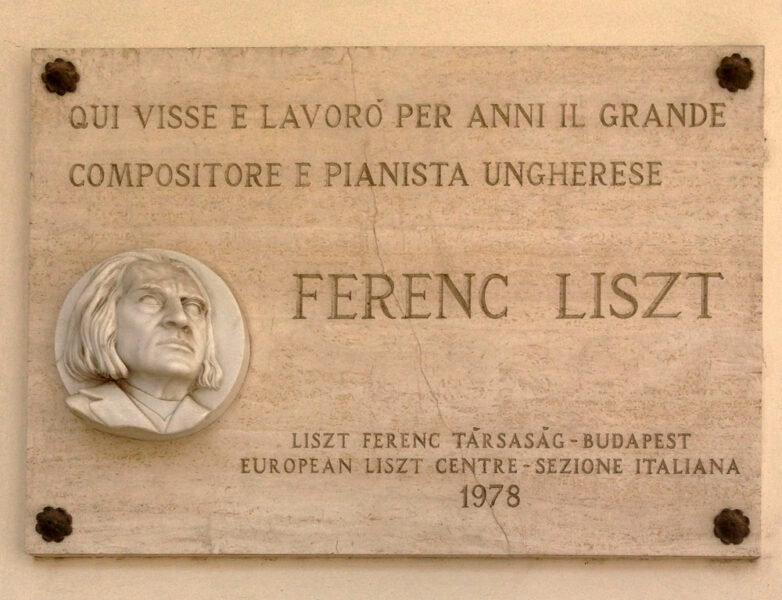 QUI VISSE E LAVORÒ PER ANNI IL GRANDE
COMPOSITORE E PIANISTA UNGHERESE
FERENC LISZT
LISZT FERENC TÁRSASÁG-BUDAPEST
EUROPEAN LISZT CENTRE-SEZIONE ITALIANA
1978